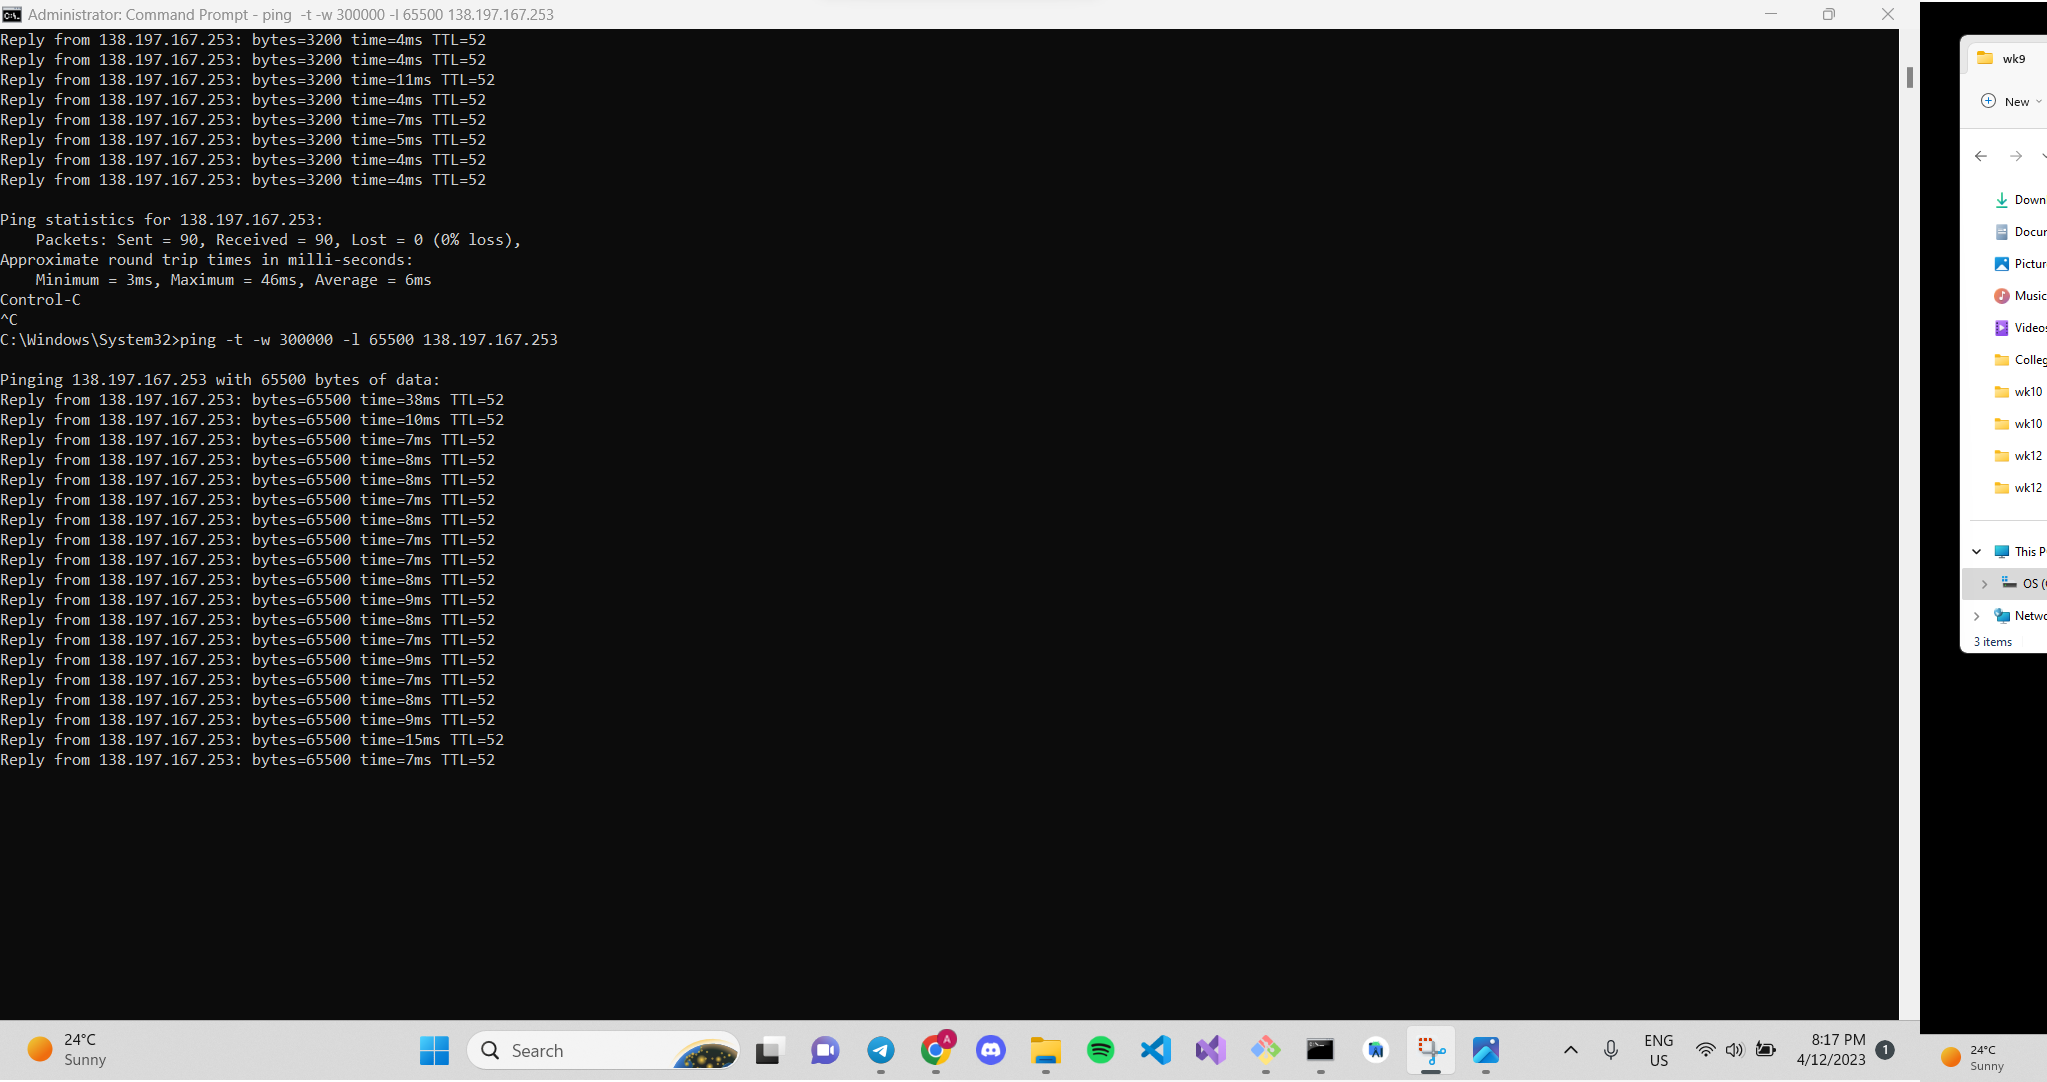 Administrator: Command Prompt - ping  -t -w 300000 -l 65500 138.197.167.253
Reply from 138.197.167.253: bytes=3200 time=4ms TTL=52
Reply from 138.197.167.253: bytes=3200 time=4ms TTL=52
Reply from 138.197.167.253: bytes=3200 time=11ms TTL=52
Reply from 138.197.167.253: bytes=3200 time=4ms TTL=52
Reply from 138.197.167.253: bytes=3200 time=7ms TTL=52
Reply from 138.197.167.253: bytes=3200 time=5ms TTL=52
Reply from 138.197.167.253: bytes=3200 time=4ms TTL=52
Reply from 138.197.167.253: bytes=3200 time=4ms TTL=52
Ping statistics for 138.197.167.253:
    Packets: Sent = 90, Received = 90, Lost = 0 (0% loss),
Approximate round trip times in milli-seconds:
    Minimum = 3ms, Maximum = 46ms, Average = 6ms
Control-C
^C
C:\Windows\System32>ping -t -w 300000 -l 65500 138.197.167.253
Pinging 138.197.167.253 with 65500 bytes of data:
Reply from 138.197.167.253: bytes=65500 time=38ms TTL=52
Reply from 138.197.167.253: bytes=65500 time=10ms TTL=52
Reply from 138.197.167.253: bytes=65500 time=7ms TTL=52
Reply from 138.197.167.253: bytes=65500 time=8ms TTL=52
Reply from 138.197.167.253: bytes=65500 time=8ms TTL=52
Reply from 138.197.167.253: bytes=65500 time=7ms TTL=52
Reply from 138.197.167.253: bytes=65500 time=8ms TTL=52
Reply from 138.197.167.253: bytes=65500 time=7ms TTL=52
Reply from 138.197.167.253: bytes=65500 time=7ms TTL=52
Reply from 138.197.167.253: bytes=65500 time=8ms TTL=52
Reply from 138.197.167.253: bytes=65500 time=9ms TTL=52
Reply from 138.197.167.253: bytes=65500 time=8ms TTL=52
Reply from 138.197.167.253: bytes=65500 time=7ms TTL=52
Reply from 138.197.167.253: bytes=65500 time=9ms TTL=52
Reply from 138.197.167.253: bytes=65500 time=7ms TTL=52
Reply from 138.197.167.253: bytes=65500 time=8ms TTL=52
Reply from 138.197.167.253: bytes=65500 time=9ms TTL=52
Reply from 138.197.167.253: bytes=65500 time=15ms TTL=52
Reply from 138.197.167.253: bytes=65500 time=7ms TTL=52
wk9
New
Down
Docu
Pictu
Music
Video
Colleg
wk10
wk10
wk12
wk12
This P
OS (
Netwo
3 items
24°C
Sunny
Search
A
AI
ENG
US
8:17 PM
4/12/2023
1
24°C
Sunny